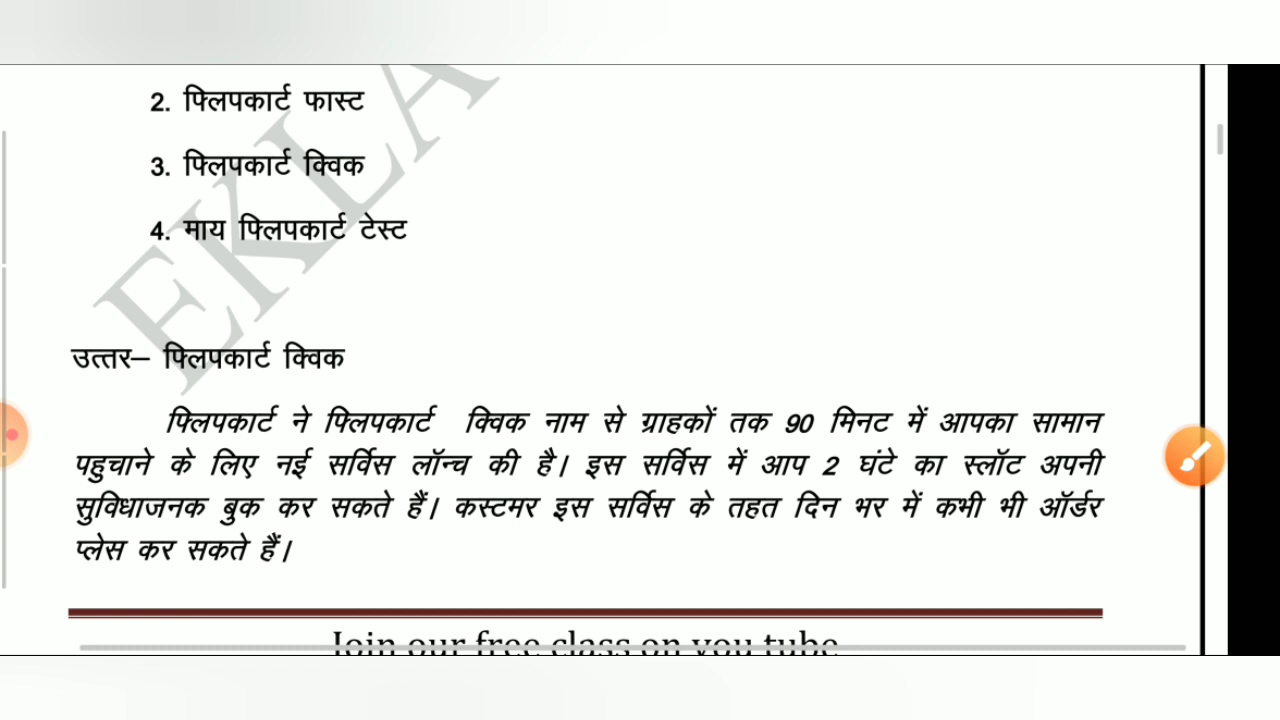 2. फ्लिपकार्ट फास्ट
3. फ्लिपकार्ट क्विक
4. माय फ्लिपकार्ट टेस्ट
EKLA
उत्तर– फ्लिपकार्ट क्विक
फ्लिपकार्ट ने फ्लिपकार्ट क्विक नाम से ग्राहकों तक 90 मिनट में आपका सामान
पहुचाने के लिए नई सर्विस लॉन्च की है। इस सर्विस में आप 2 घंटे का स्लॉट अपनी
सुविधाजनक बुक कर सकते हैं। कस्टमर इस सर्विस के तहत दिन भर में कभी भी ऑर्डर
प्लेस कर सकते हैं।
Join our free class on you tube